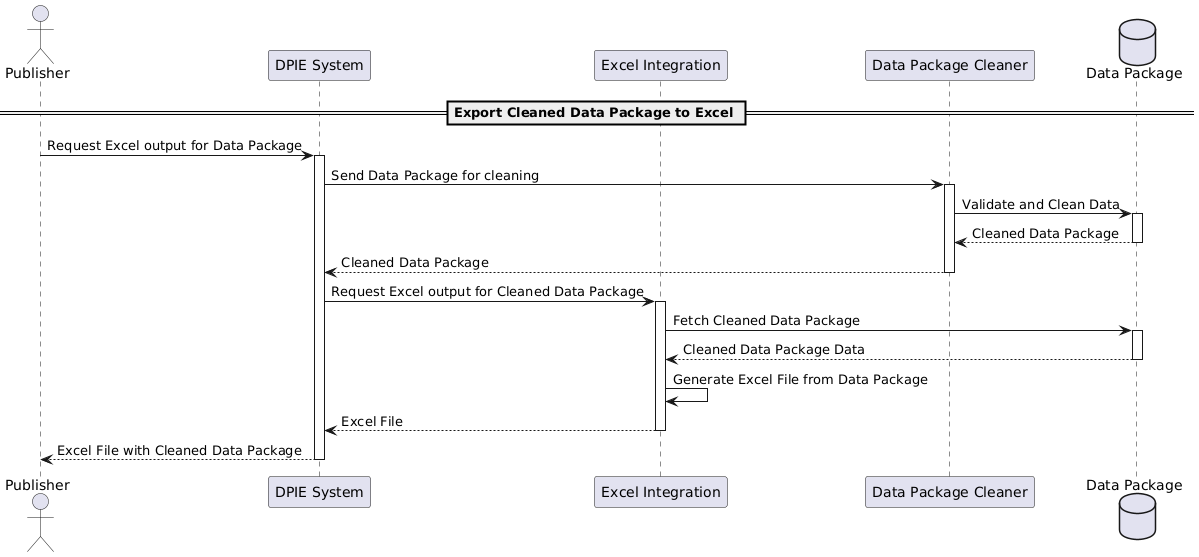 Publisher
DPIE System
Excel Integration
Data Package Cleaner
Data Package
Export Cleaned Data Package to Excel
Request Excel output for Data Package
Send Data Package for cleaning
Validate and Clean Data
Cleaned Data Package
Cleaned Data Package
Request Excel output for Cleaned Data Package
Fetch Cleaned Data Package
Cleaned Data Package Data
Generate Excel File from Data Package
Excel File
Excel File with Cleaned Data Package
Publisher
DPIE System
Excel Integration
Data Package Cleaner
Data Package